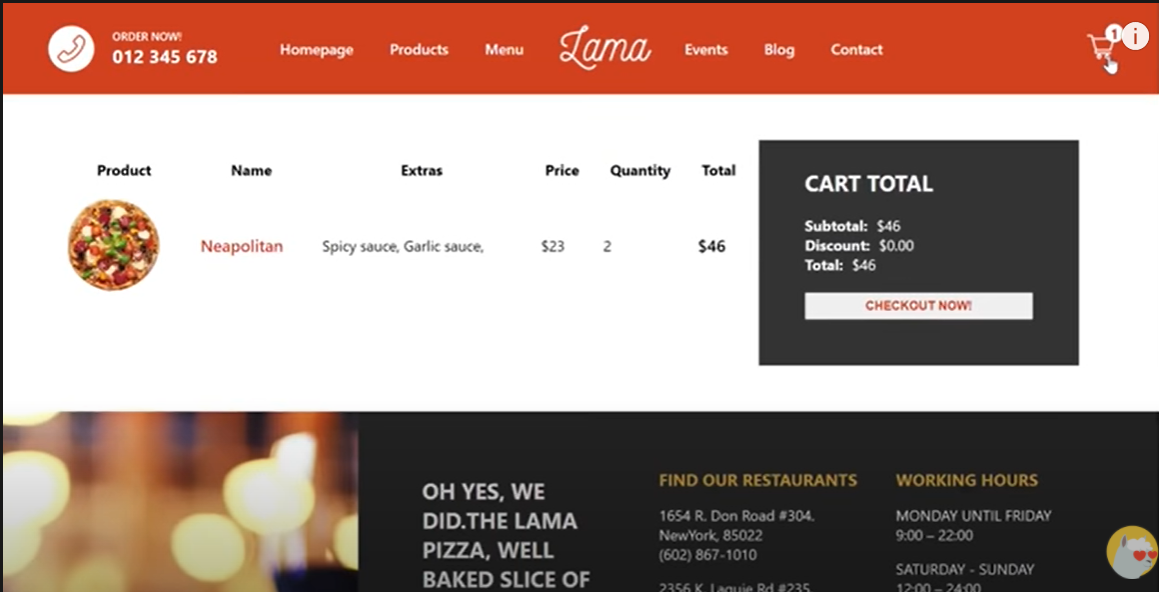 ORDER NOW!
012 345 678
Homepage
Products
Menu
Lama
Events
Blog
Contact
1
i
Product
Name
Extras
Price
Quantity
Total
Neapolitan
Spicy sauce, Garlic sauce,
$23
2
$46
CART TOTAL
Subtotal: $46
Discount: $0.00
Total: $46
CHECKOUT NOW!
OH YES, WE
DID.THE LAMA
PIZZA, WELL
BAKED SLICE OF
FIND OUR RESTAURANTS
1654 R. Don Road #304.
NewYork, 85022
(602) 867-1010
2356 K. Laquie Rd #235.
WORKING HOURS
MONDAY UNTIL FRIDAY
9:00 – 22:00
SATURDAY - SUNDAY
12:00 – 24:00